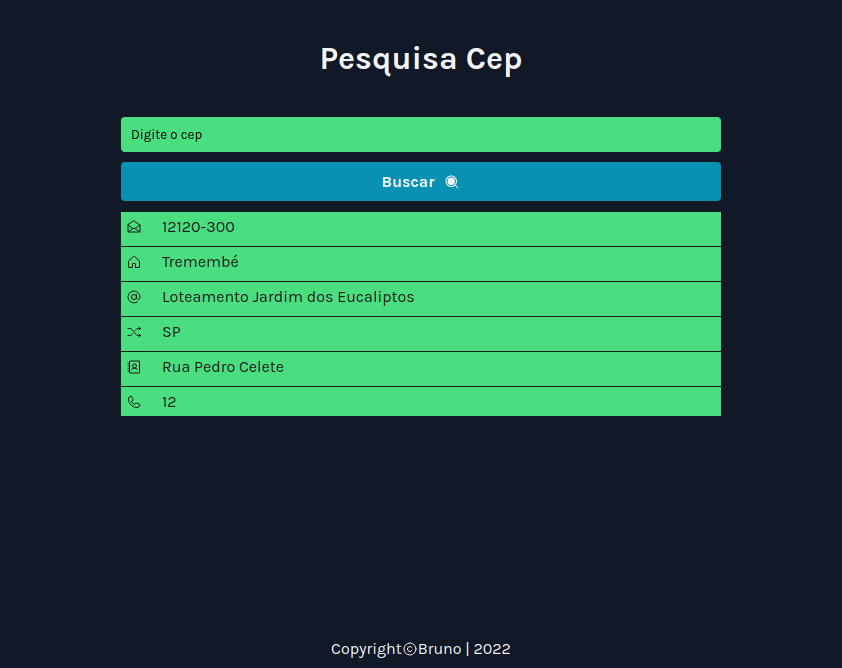 Pesquisa Cep
Digite o cep
Buscar
12120-300
Tremembé
Loteamento Jardim dos Eucaliptos
SP
Rua Pedro Celete
12
Copyright©Bruno | 2022